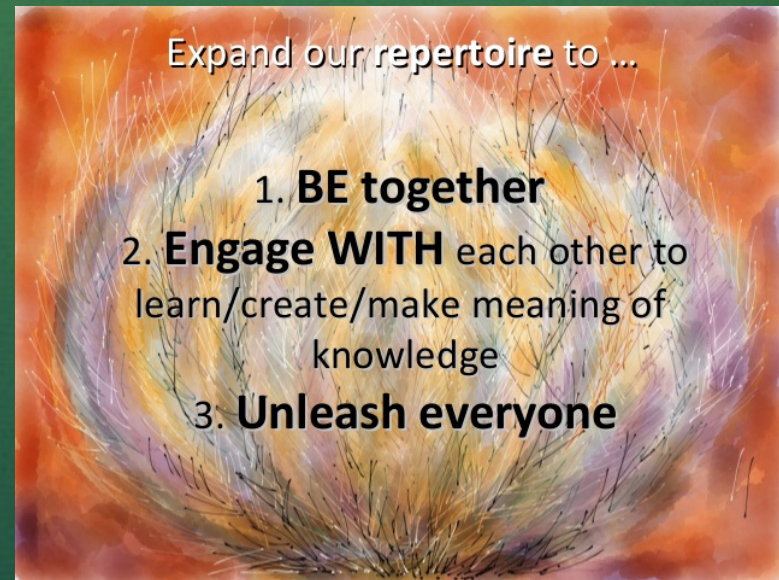 Expand our repertoire to ...
1. BE together
2. Engage WITH each other to
learn/create/make meaning of
knowledge
3. Unleash everyone